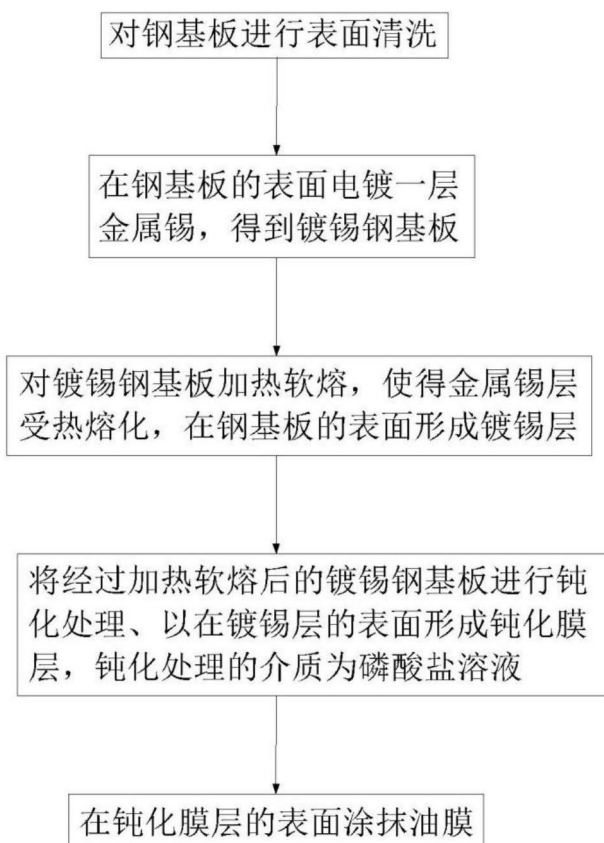 对钢基板进行表面清洗
在钢基板的表面电镀一层
金属锡，得到镀锡钢基板
对镀锡钢基板加热软熔，使得金属锡层
受热熔化，在钢基板的表面形成镀锡层
将经过加热软熔后的镀锡钢基板进行钝
化处理、以在镀锡层的表面形成钝化膜
层，钝化处理的介质为磷酸盐溶液
在钝化膜层的表面涂抹油膜